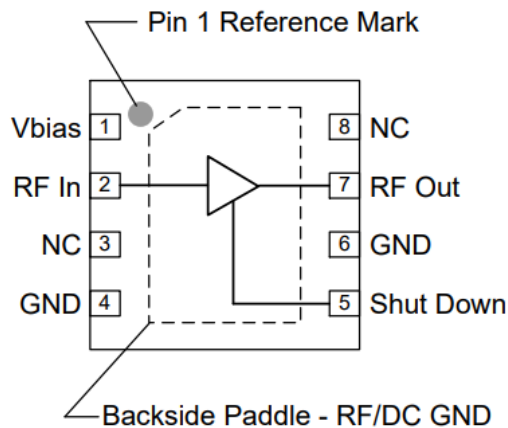 Pin 1 Reference Mark
Vbias 1
8 NC
RF In 2
7 RF Out
NC 3
6 GND
GND 4
5 Shut Down
Backside Paddle - RF/DC GND